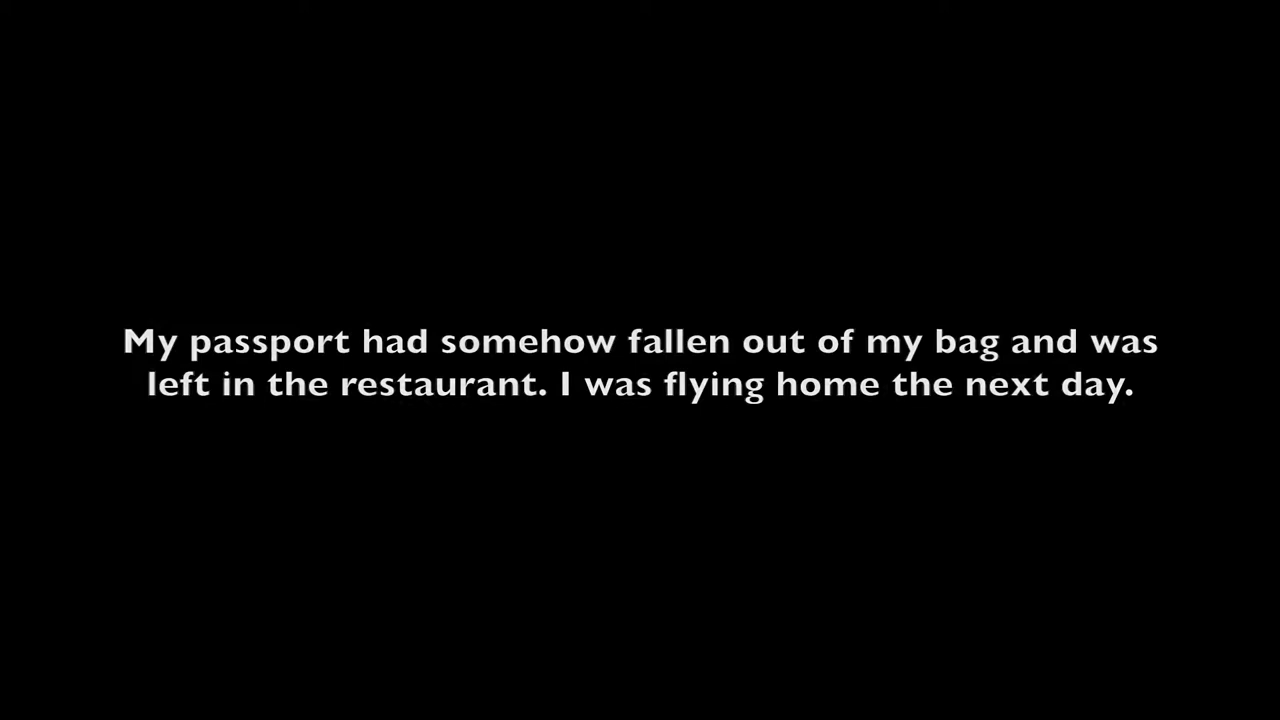 My passport had somehow fallen out of my bag and was
left in the restaurant. I was flying home the next day.